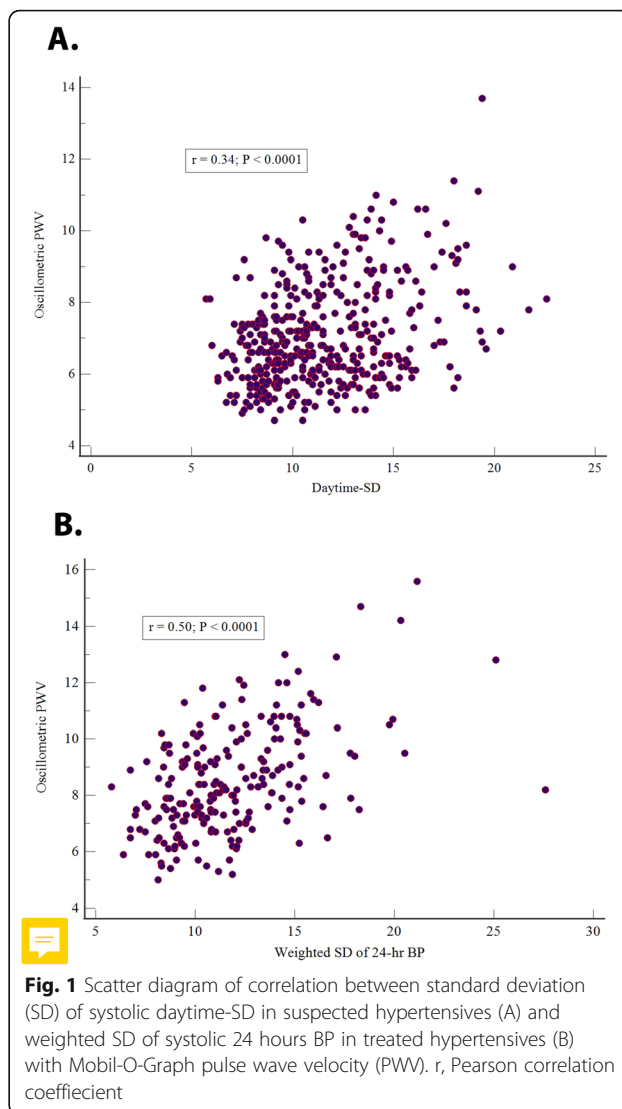 A.
14
12
10
8
6
4
Oscillometric PWV
r = 0.34; P < 0.0001
0
5
10
15
20
25
Daytime-SD
B.
16
14
12
10
8
6
4
Oscillometric PWV
r = 0.50; P < 0.0001
5
10
15
20
25
30
Weighted SD of 24-hr BP
Fig. 1 Scatter diagram of correlation between standard deviation
(SD) of systolic daytime-SD in suspected hypertensives (A) and
weighted SD of systolic 24 hours BP in treated hypertensives (B)
with Mobil-O-Graph pulse wave velocity (PWV). r, Pearson correlation
coeffiecient